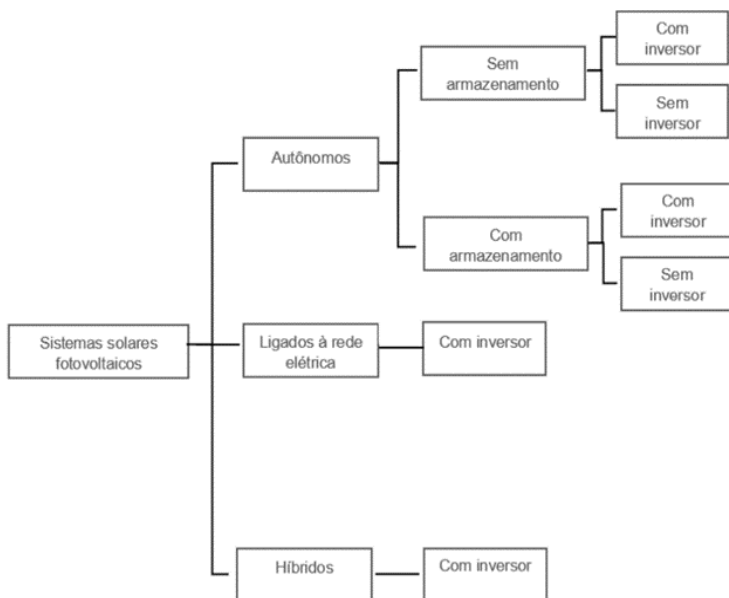 Com
inversor
Sem
armazenamento
Sem
inversor
Autônomos
Com
inversor
Com
armazenamento
Sem
inversor
Sistemas solares
fotovoltaicos
Ligados à rede
elétrica
Com inversor
Híbridos
Com inversor